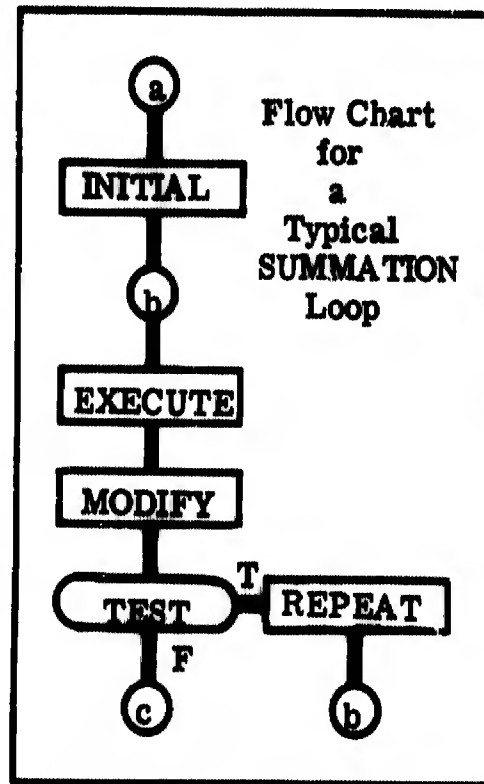 a
Flow Chart
for
a
Typical
SUMMATION
Loop
INITIAL
b
EXECUTE
MODIFY
TEST
T
REPEAT
F
c
b